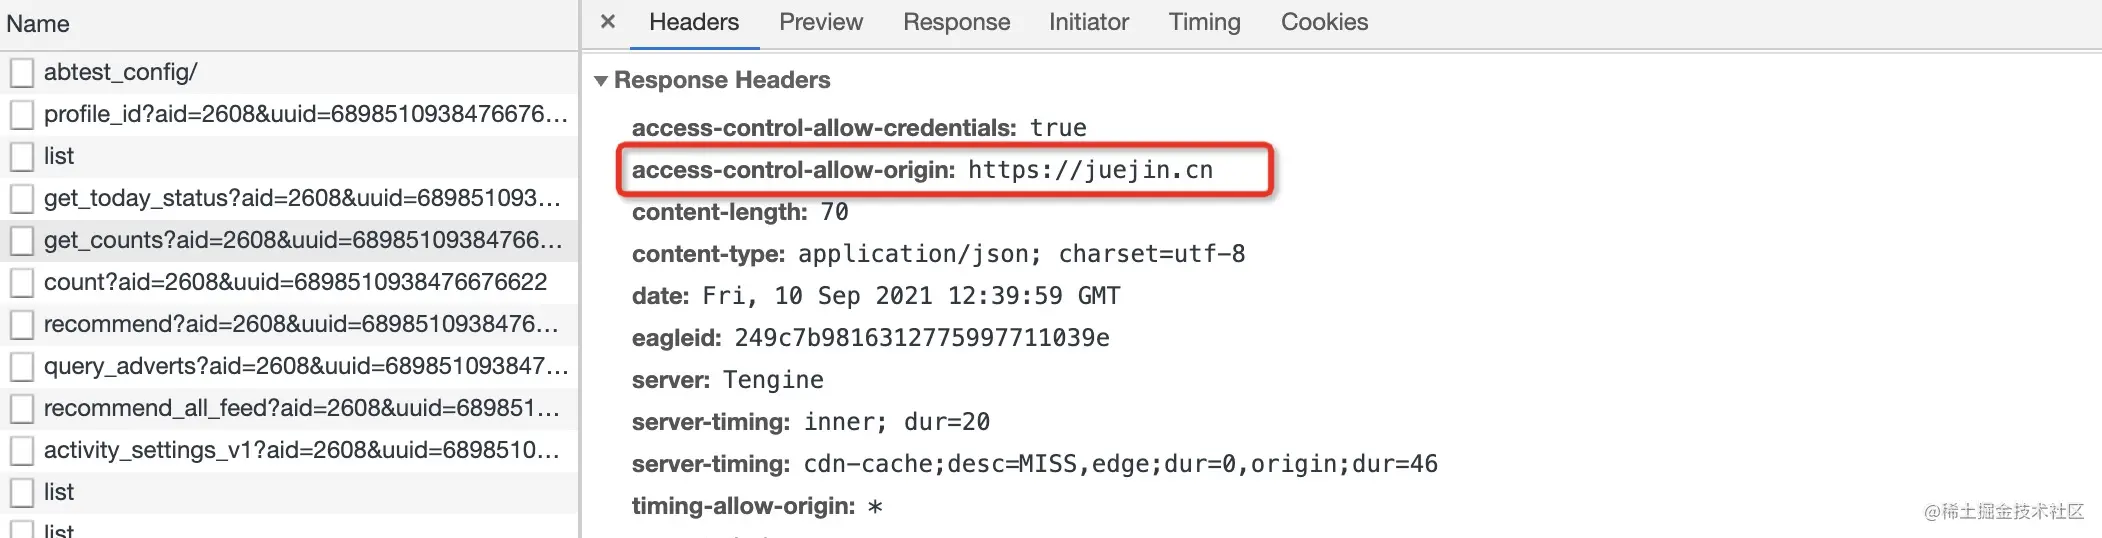 Name
abtest_config/
profile_id?aid=2608&uuid=68985109384766​76…
list
get_today_status?aid=2608&uuid=689851093…
get_counts?aid=2608&uuid=68985109384766…
count?aid=2608&uuid=6898510938476676622
recommend?aid=2608&uuid=6898510938476…
query_adverts?aid=2608&uuid=689851093847…
recommend_all_feed?aid=2608&uuid=689851…
activity_settings_v1?aid=2608&uuid=6898510…
list
list
× Headers Preview Response Initiator Timing Cookies
▼ Response Headers
access-control-allow-credentials: true
access-control-allow-origin: https://juejin.cn
content-length: 70
content-type: application/json; charset=utf-8
date: Fri, 10 Sep 2021 12:39:59 GMT
eagleid: 249c7b9816312775997711039e
server: Tengine
server-timing: inner; dur=20
server-timing: cdn-cache;desc=MISS,edge;dur=0,origin;dur=46
timing-allow-origin: *
@稀土掘金技术社区